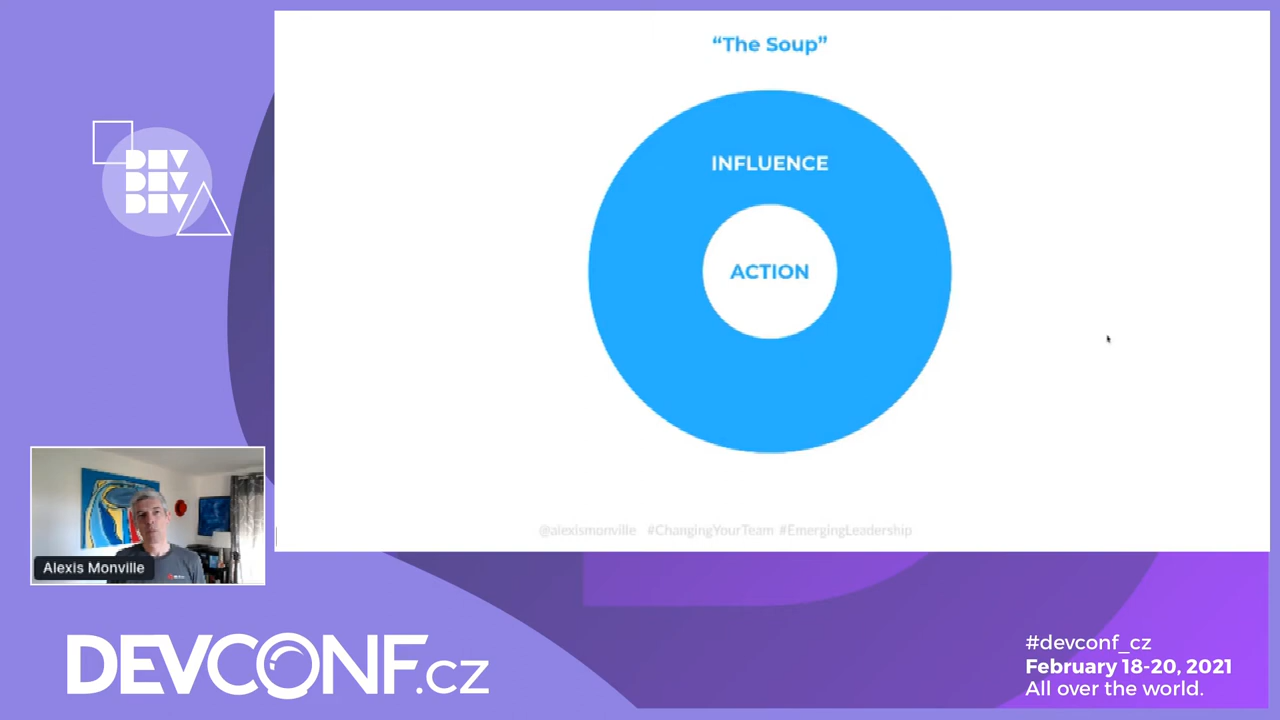 “The Soup”
INFLUENCE
ACTION
@alexismonville #ChangingYourTeam #EmergingLeadership
DEV
DEV
DEV
Alexis Monville
DEVCONF.cz
#devconf_cz
February 18-20, 2021
All over the world.